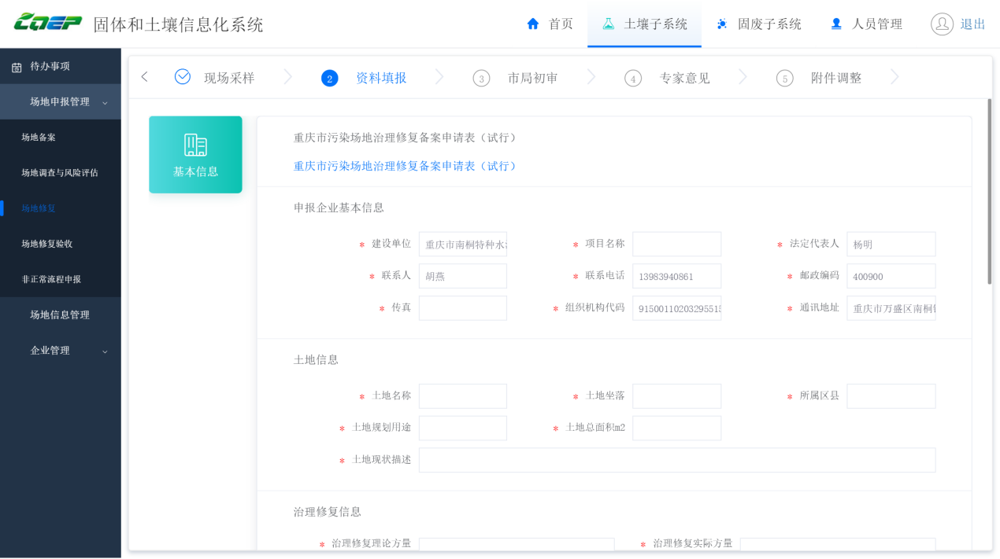 CQEP 固体和土壤信息化系统 首页 土壤子系统 固废子系统 人员管理 退出
待办事项
场地申报管理
场地备案
场地调查与风险评估
场地修复
场地修复验收
非正常流程申报
场地信息管理
企业管理
现场采样 2 资料填报 3 市局初审 4 专家意见 5 附件调整
基本信息
重庆市污染场地治理修复备案申请表（试行）
重庆市污染场地治理修复备案申请表（试行）
申报企业基本信息
* 建设单位 重庆市南桐特种水 * 项目名称 * 法定代表人 杨明
* 联系人 胡燕 * 联系电话 13983940861 * 邮政编码 400900
* 传真 * 组织机构代码 91500110203295515 * 通讯地址 重庆市万盛区南桐
土地信息
* 土地名称 * 土地坐落 * 所属区县
* 土地规划用途 * 土地总面积m2
* 土地现状描述
治理修复信息
* 治理修复理论方量 * 治理修复实际方量